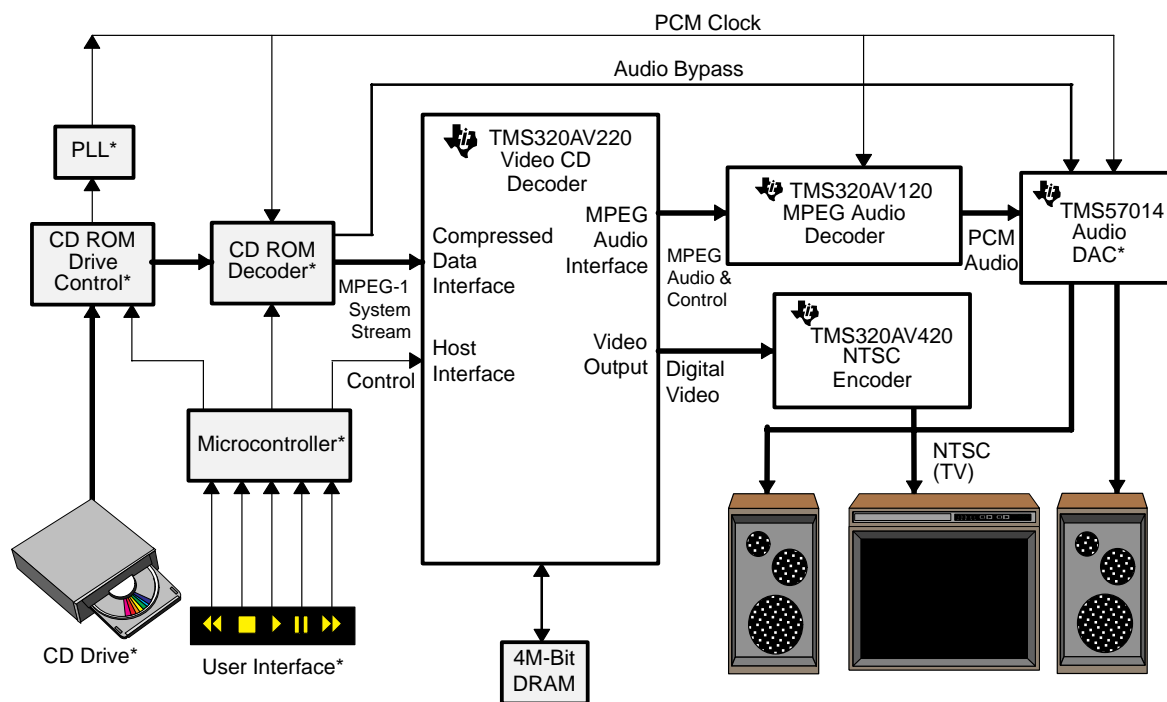 PCM Clock
Audio Bypass
PLL*
TMS320AV220
Video CD
Decoder
TMS320AV120
MPEG Audio
Decoder
TMS57014
Audio
DAC*
CD ROM
Drive
Control*
CD ROM
Decoder*
Compressed
Data
Interface
MPEG
Audio
Interface
MPEG-1
System
Stream
MPEG
Audio &
Control
PCM
Audio
Host
Interface
Control
Video
Output
Digital
Video
TMS320AV420
NTSC
Encoder
Microcontroller*
NTSC
(TV)
CD Drive*
User Interface*
4M-Bit
DRAM